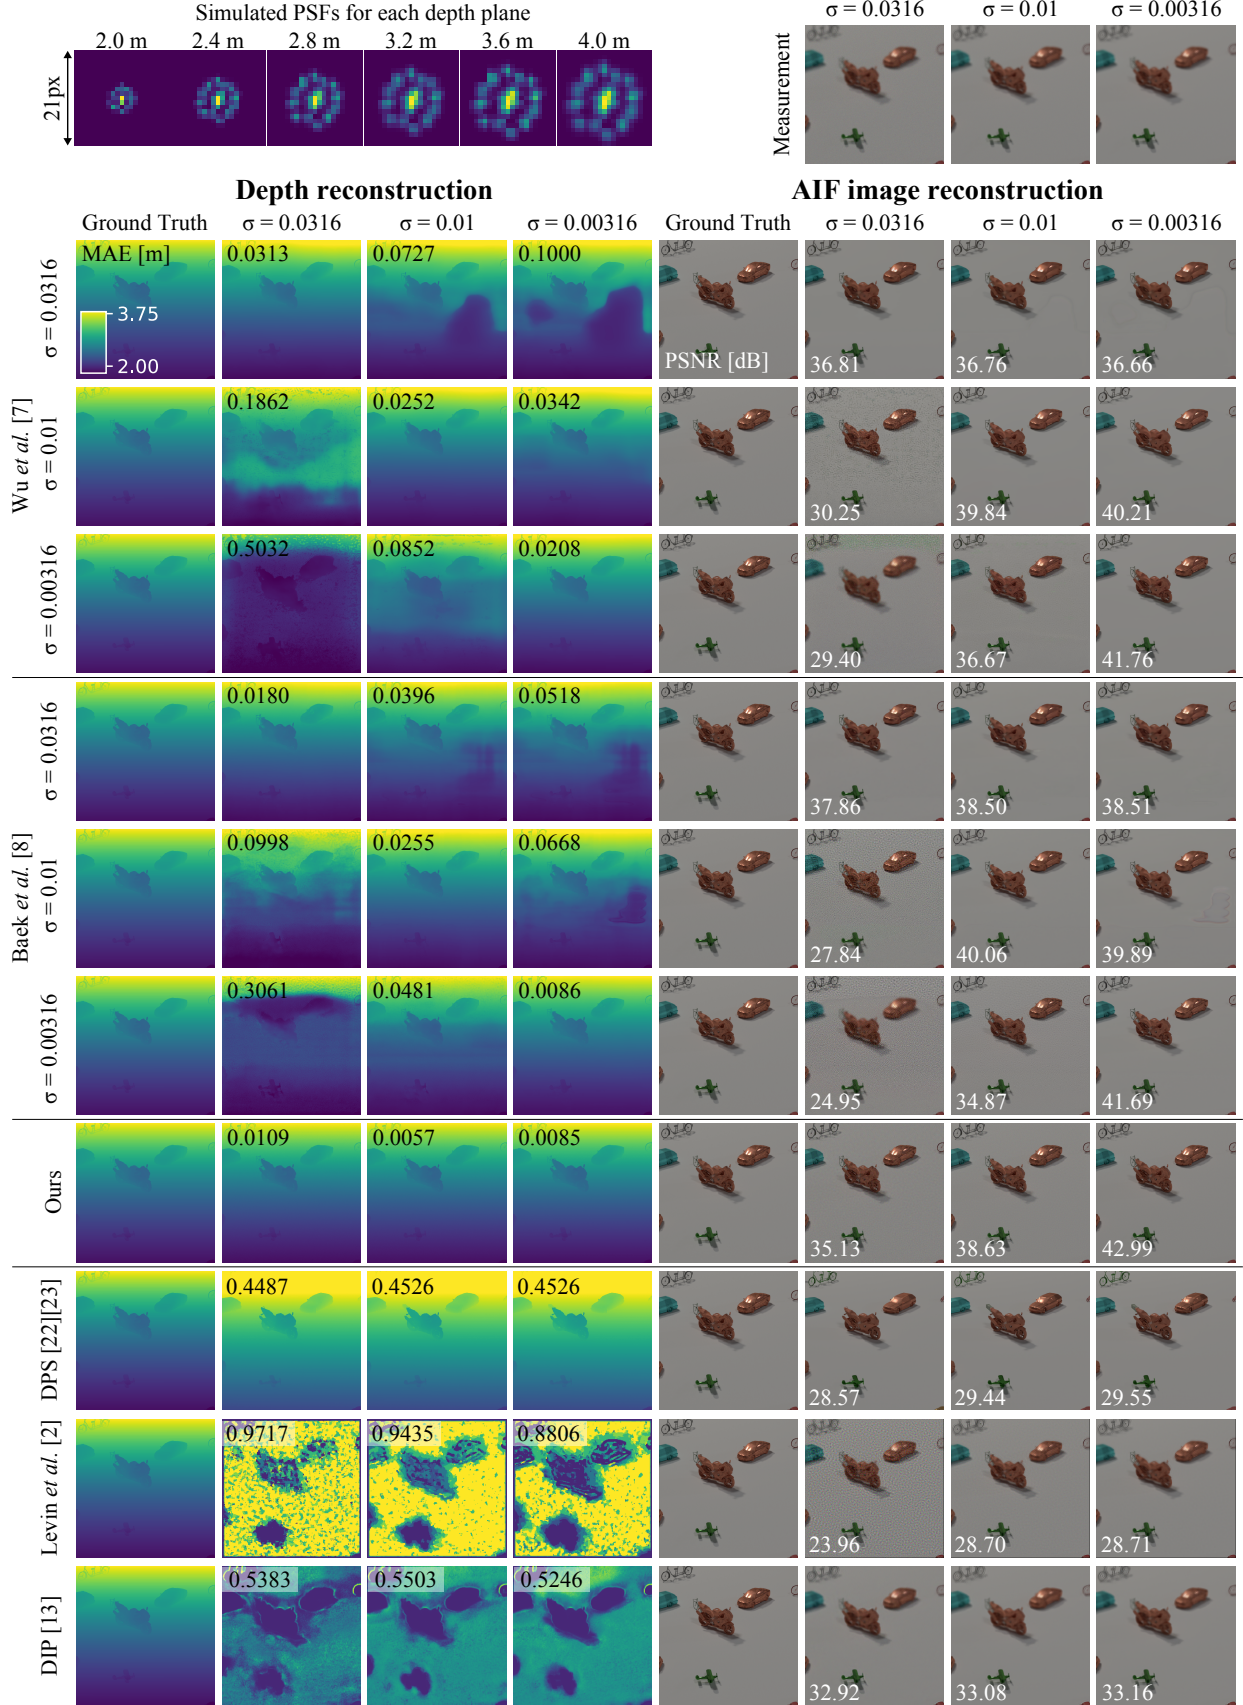 Simulated PSFs for each depth plane
2.0 m 2.4 m 2.8 m 3.2 m 3.6 m 4.0 m
21px
σ = 0.0316 σ = 0.01 σ = 0.00316
Measurement
Depth reconstruction
AIF image reconstruction
Ground Truth σ = 0.0316 σ = 0.01 σ = 0.00316
Ground Truth σ = 0.0316 σ = 0.01 σ = 0.00316
Wu et al. [7]
σ = 0.0316
MAE [m] 0.0313 0.0727 0.1000
3.75
2.00
PSNR [dB] 36.81 36.76 36.66
σ = 0.01
0.1862 0.0252 0.0342
30.25 39.84 40.21
σ = 0.00316
0.5032 0.0852 0.0208
29.40 36.67 41.76
Baek et al. [8]
σ = 0.0316
0.0180 0.0396 0.0518
37.86 38.50 38.51
σ = 0.01
0.0998 0.0255 0.0668
27.84 40.06 39.89
σ = 0.00316
0.3061 0.0481 0.0086
24.95 34.87 41.69
Ours
0.0109 0.0057 0.0085
35.13 38.63 42.99
DPS [22][23]
0.4487 0.4526 0.4526
28.57 29.44 29.55
Levin et al. [2]
0.9717 0.9435 0.8806
23.96 28.70 28.71
DIP [13]
0.5383 0.5503 0.5246
32.92 33.08 33.16